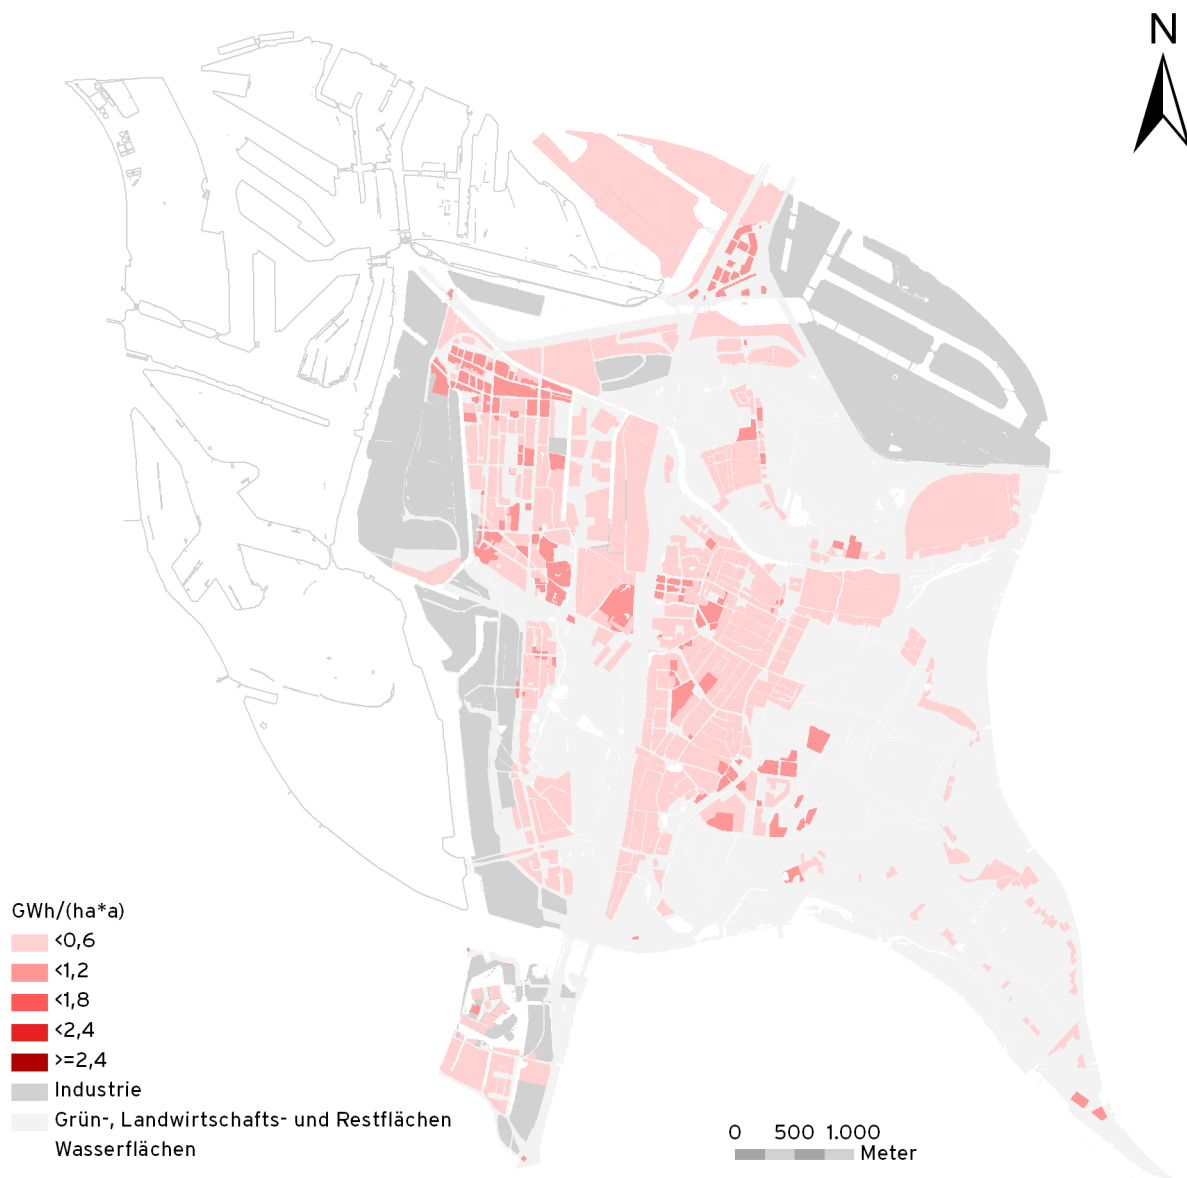 N
GWh/(ha*a)
<0,6
<1,2
<1,8
<2,4
>=2,4
Industrie
Grün-, Landwirtschafts- und Restflächen
Wasserflächen
0 500 1.000
Meter